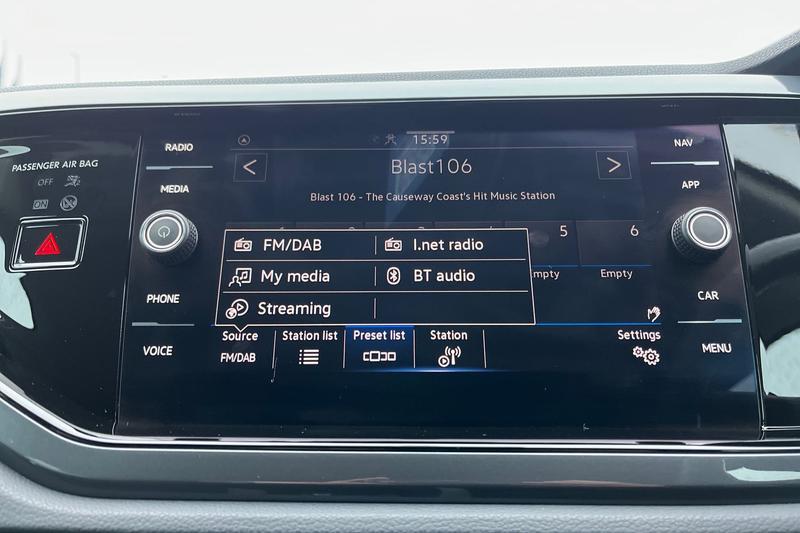 PASSENGER AIR BAG
OFF
ON
RADIO
MEDIA
PHONE
VOICE
15:59
Blast106
Blast 106 - The Causeway Coast's Hit Music Station
5
6
Empty
FM/DAB
I.net radio
My media
BT audio
Streaming
Source
FM/DAB
Station list
Preset list
Station
Settings
NAV
APP
CAR
MENU